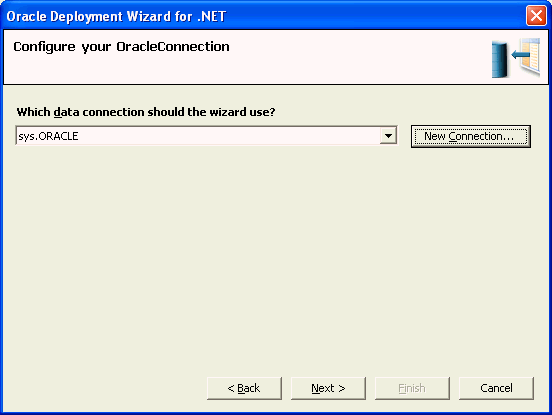 Oracle Deployment Wizard for .NET
Configure your OracleConnection
Which data connection should the wizard use?
sys.ORACLE
New Connection...
< Back
Next >
Finish
Cancel